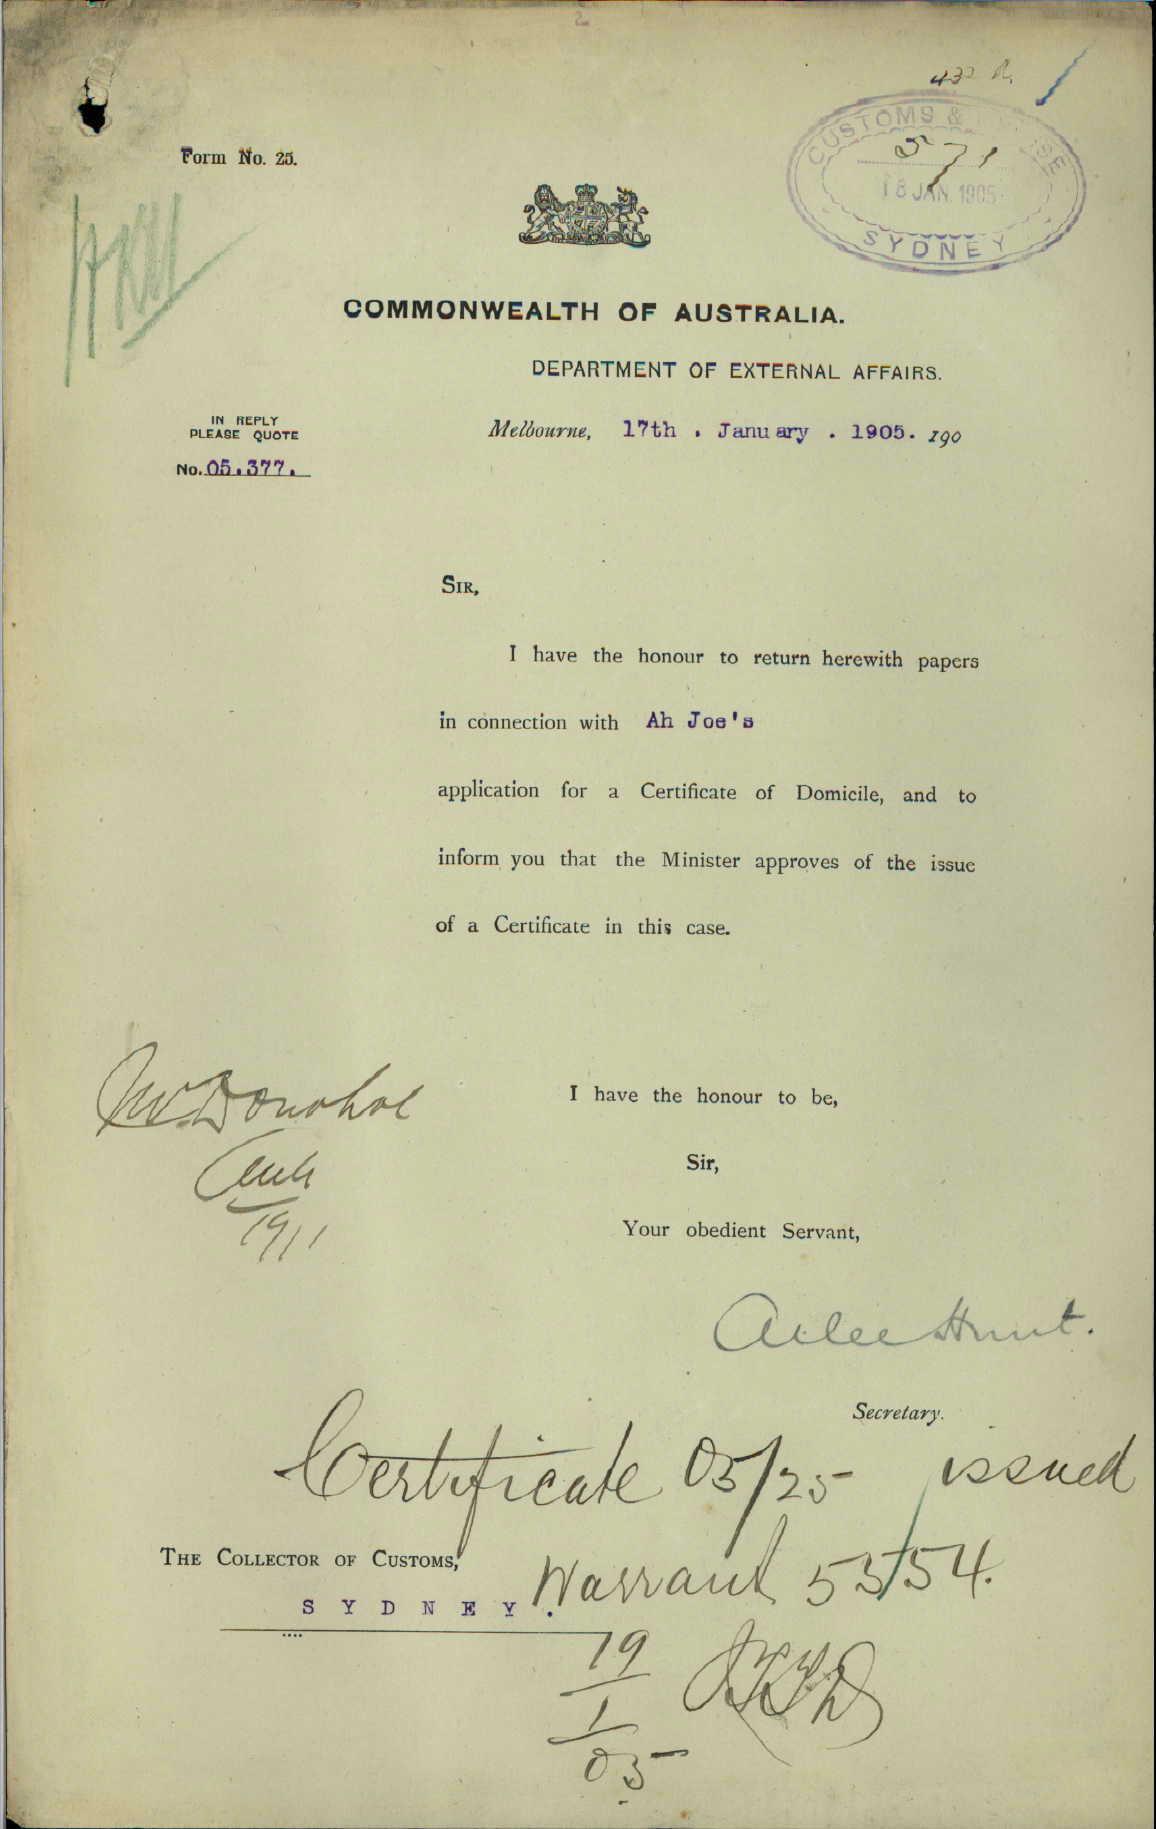 Form No. 25.
CUSTOMS &
571
18 JAN. 1905
SYDNEY
COMMONWEALTH OF AUSTRALIA.
DEPARTMENT OF EXTERNAL AFFAIRS.
IN REPLY
PLEASE QUOTE
No. 05.377.
Melbourne, 17th . January . 1905. 190
SIR,
I have the honour to return herewith papers
in connection with Ah Joe's
application for a Certificate of Domicile, and to
inform you that the Minister approves of the issue
of a Certificate in this case.
Mr Donohoe
I have the honour to be,
Sir,
Your obedient Servant,
Atlee Hunt.
Secretary.
Certificate 05/25 issued
THE COLLECTOR OF CUSTOMS,
SYDNEY.
Warrant 53/54.
19
1
05